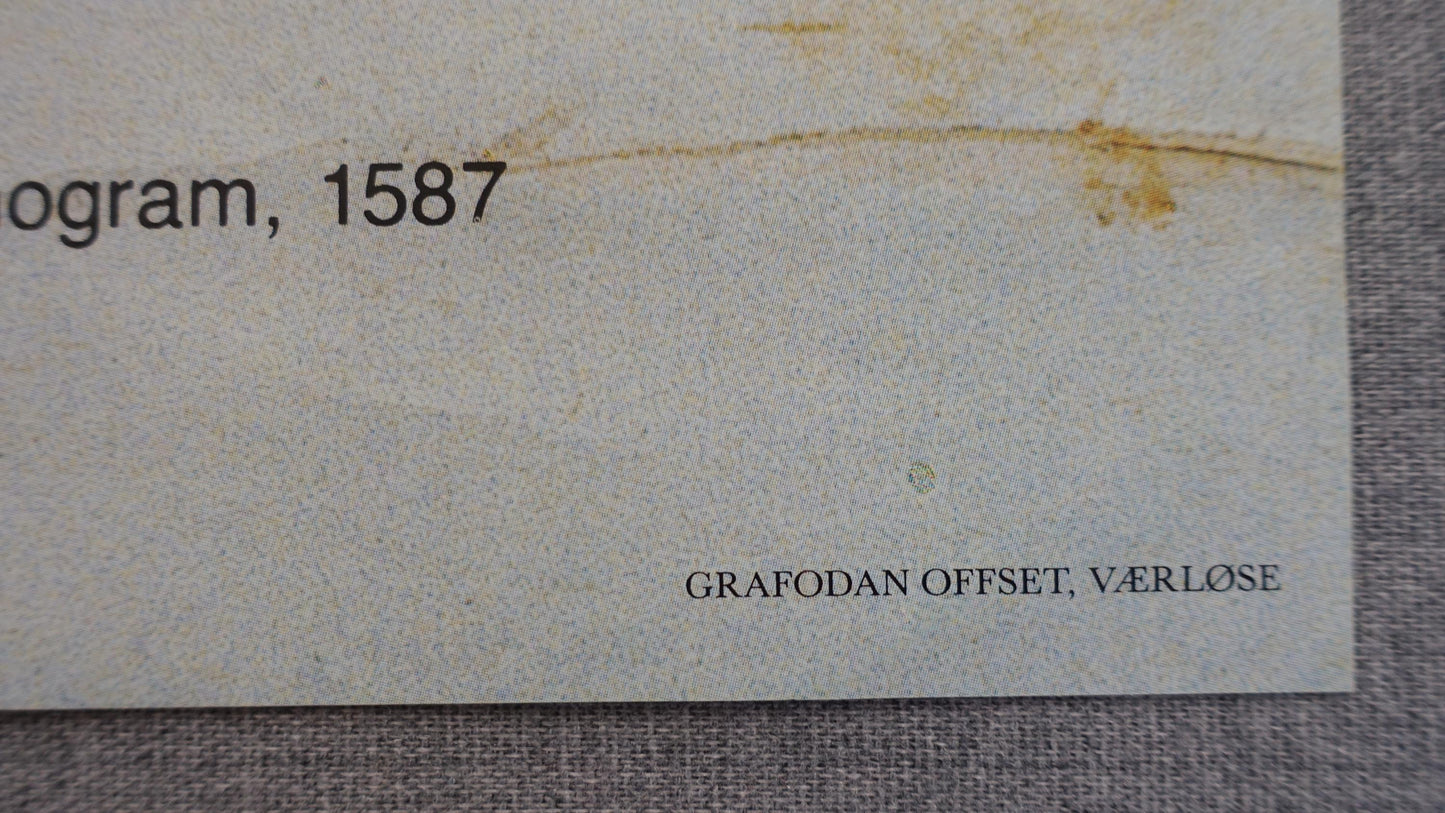 ogram, 1587
GRAFODAN OFFSET, VÆRLØSE